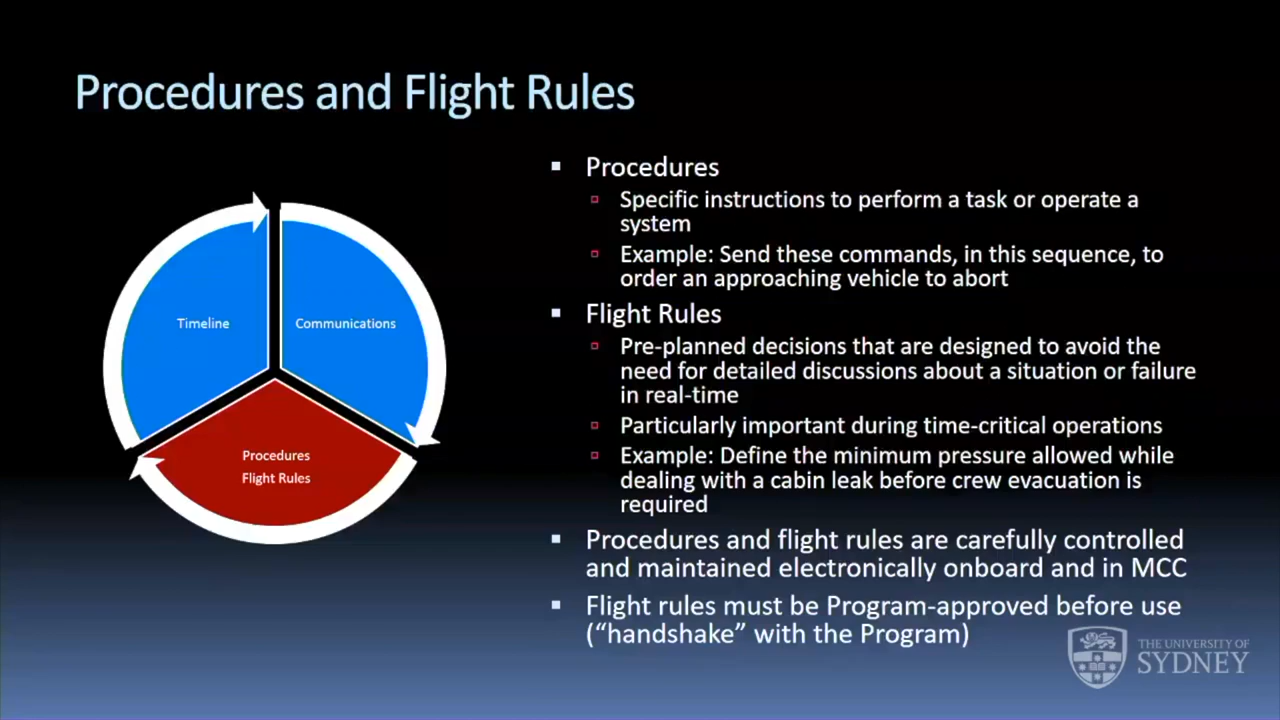 Procedures and Flight Rules
Timeline
Communications
Procedures
Flight Rules
▪ Procedures
▫ Specific instructions to perform a task or operate a
system
▫ Example: Send these commands, in this sequence, to
order an approaching vehicle to abort
▪ Flight Rules
▫ Pre-planned decisions that are designed to avoid the
need for detailed discussions about a situation or failure
in real-time
▫ Particularly important during time-critical operations
▫ Example: Define the minimum pressure allowed while
dealing with a cabin leak before crew evacuation is
required
▪ Procedures and flight rules are carefully controlled
and maintained electronically onboard and in MCC
▪ Flight rules must be Program-approved before use
(“handshake” with the Program)
THE UNIVERSITY OF
SYDNEY